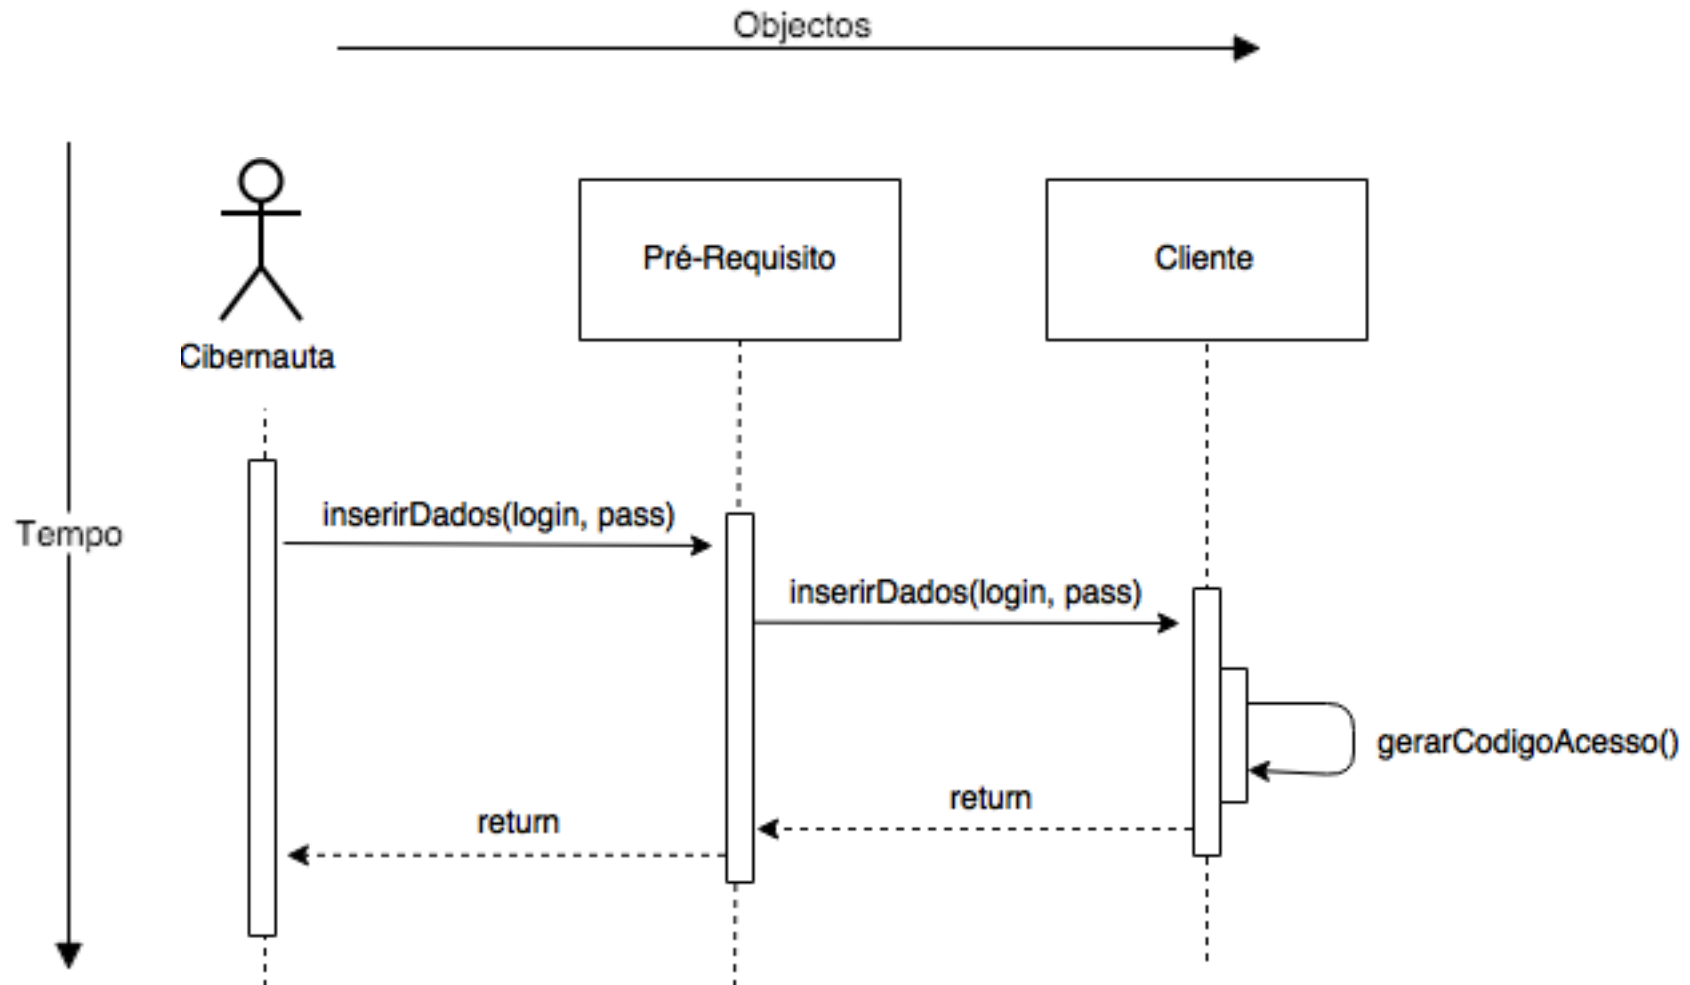 Objectos
Pré-Requisito
Cliente
Cibernauta
inserirDados(login, pass)
Tempo
inserirDados(login, pass)
gerarCodigoAcesso()
return
return